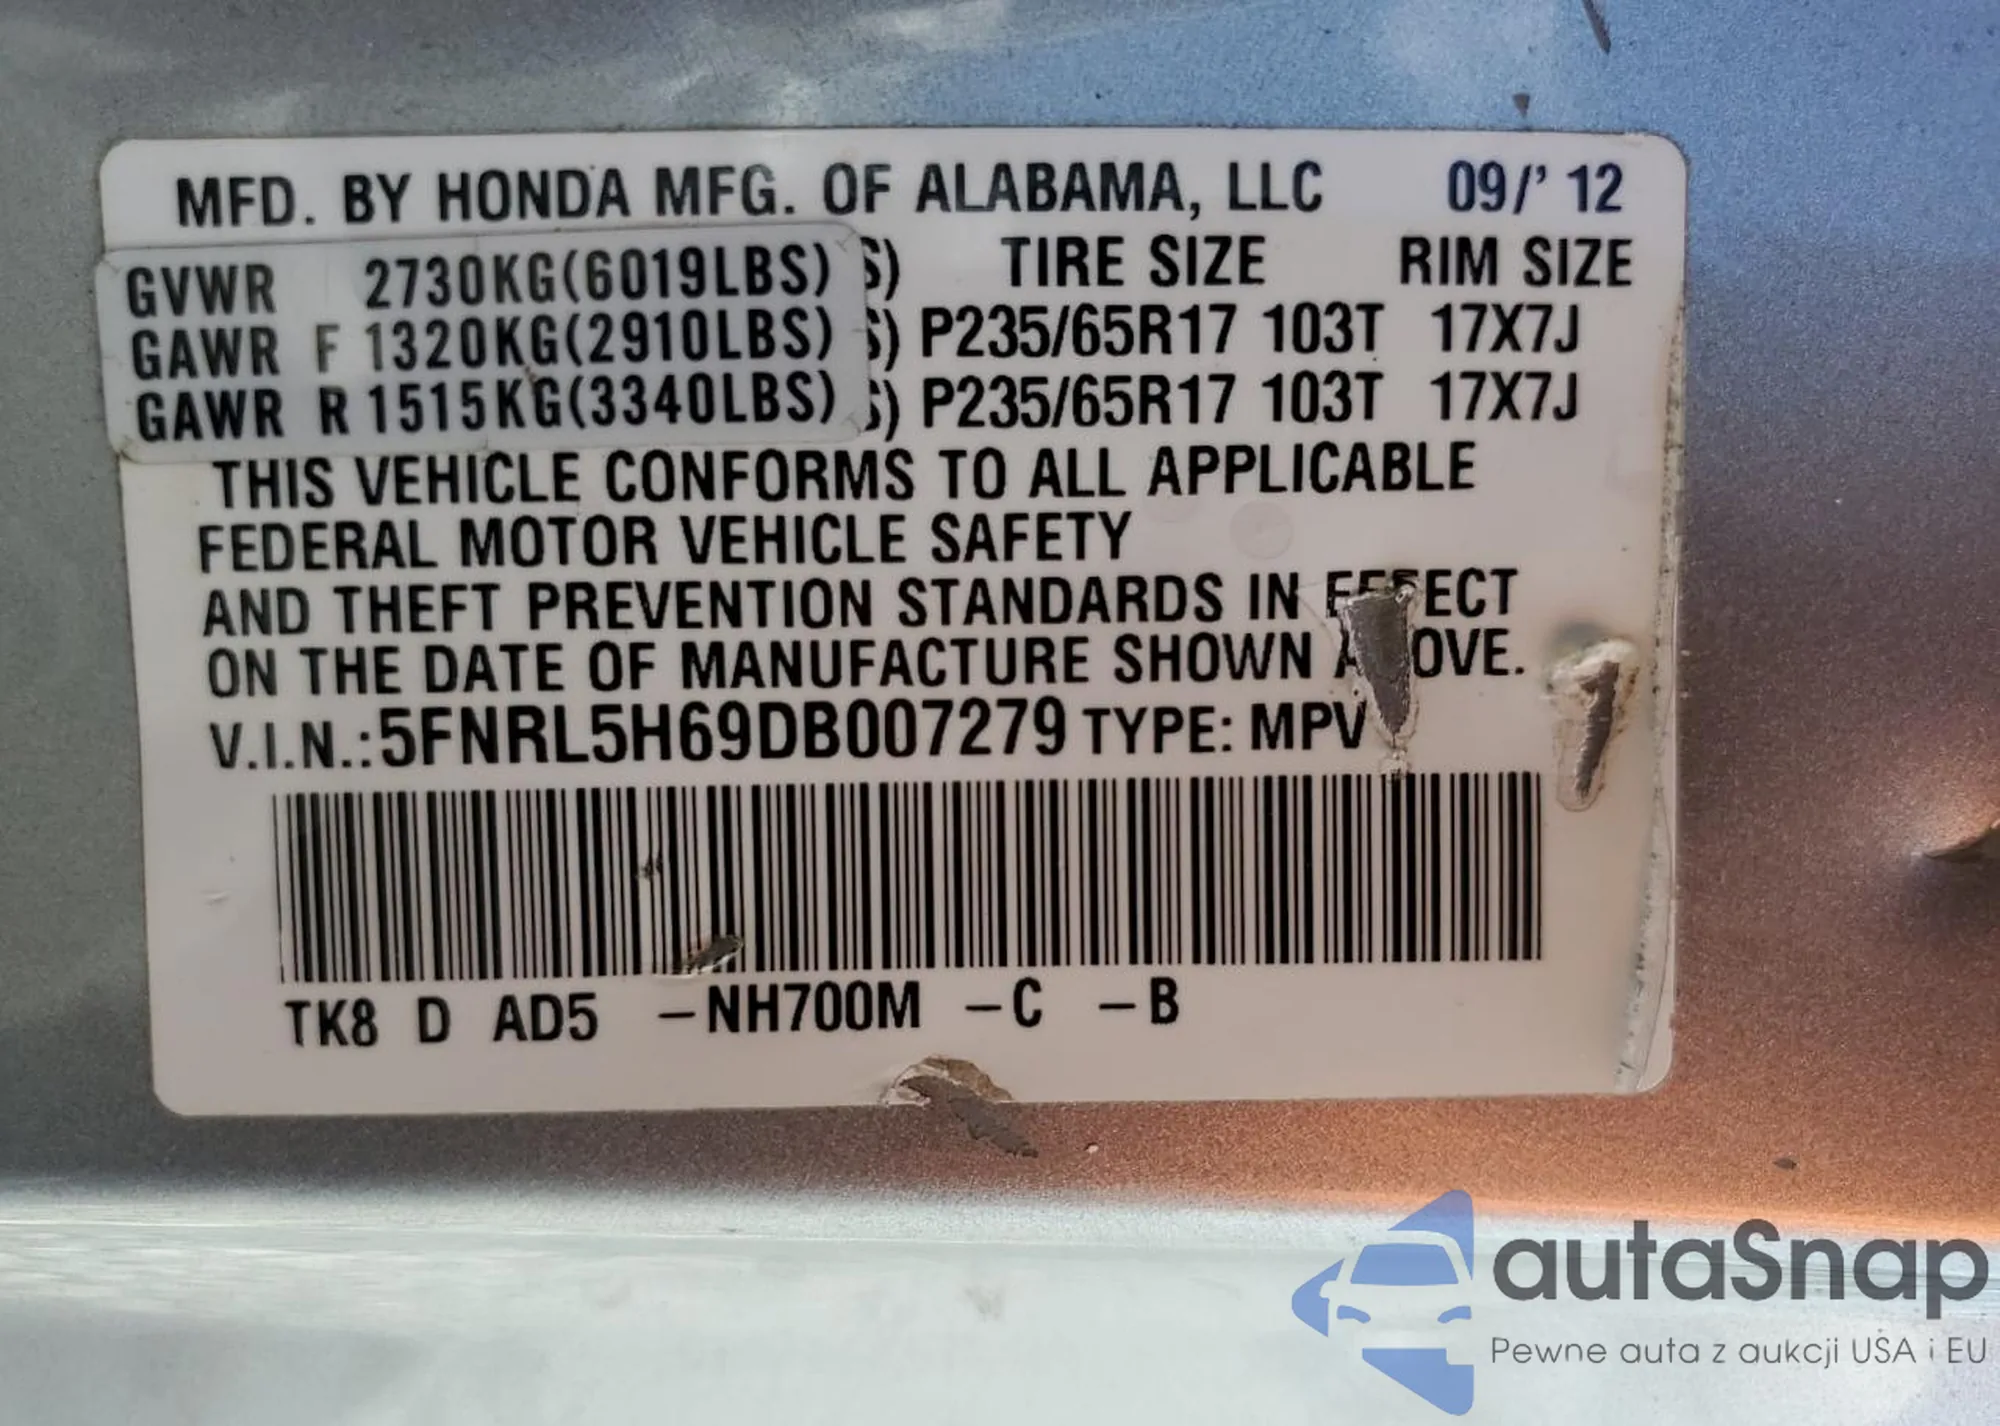 MFD. BY HONDA MFG. OF ALABAMA, LLC 09/' 12
GVWR 2730KG(6019LBS) S) TIRE SIZE RIM SIZE
GAWR F 1320KG(2910LBS) S) P235/65R17 103T 17X7J
GAWR R 1515KG(3340LBS) S) P235/65R17 103T 17X7J
THIS VEHICLE CONFORMS TO ALL APPLICABLE
FEDERAL MOTOR VEHICLE SAFETY
AND THEFT PREVENTION STANDARDS IN EFFECT
ON THE DATE OF MANUFACTURE SHOWN ABOVE.
V.I.N.:5FNRL5H69DB007279 TYPE: MPV
TK8 D AD5 –NH700M –C –B
autaSnap
Pewne auta z aukcji USA i EU